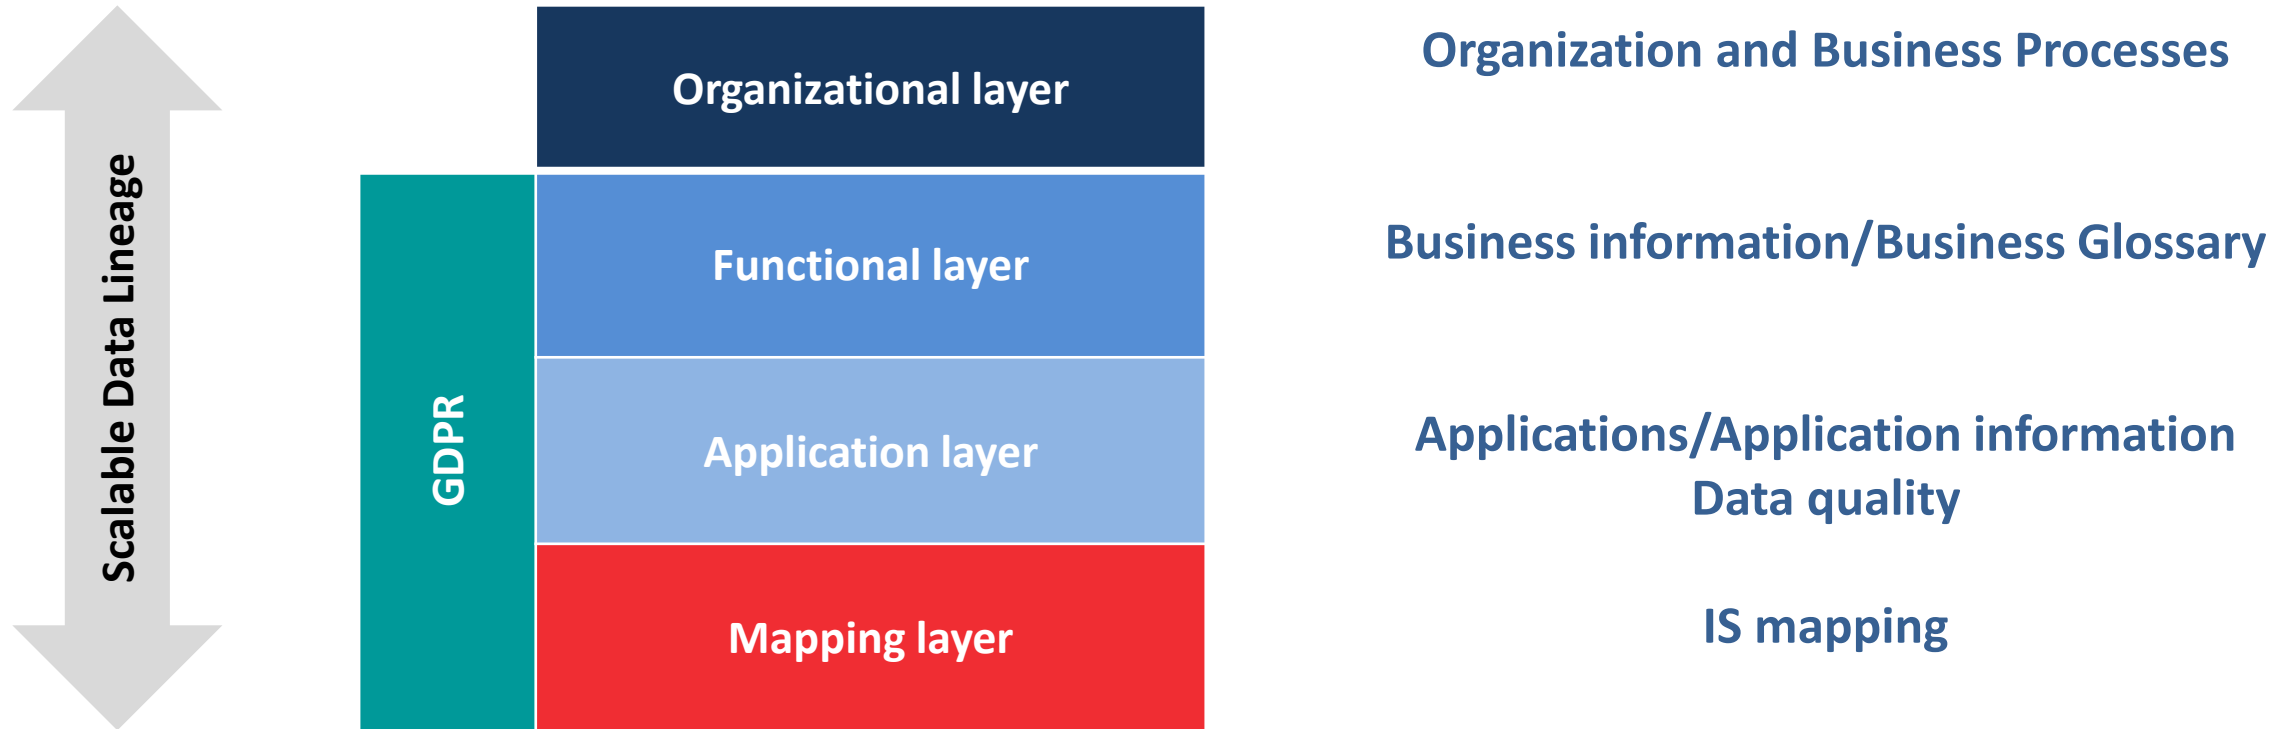 Scalable Data Lineage
GDPR
Organizational layer
Functional layer
Application layer
Mapping layer
Organization and Business Processes
Business information/Business Glossary
Applications/Application information
Data quality
IS mapping